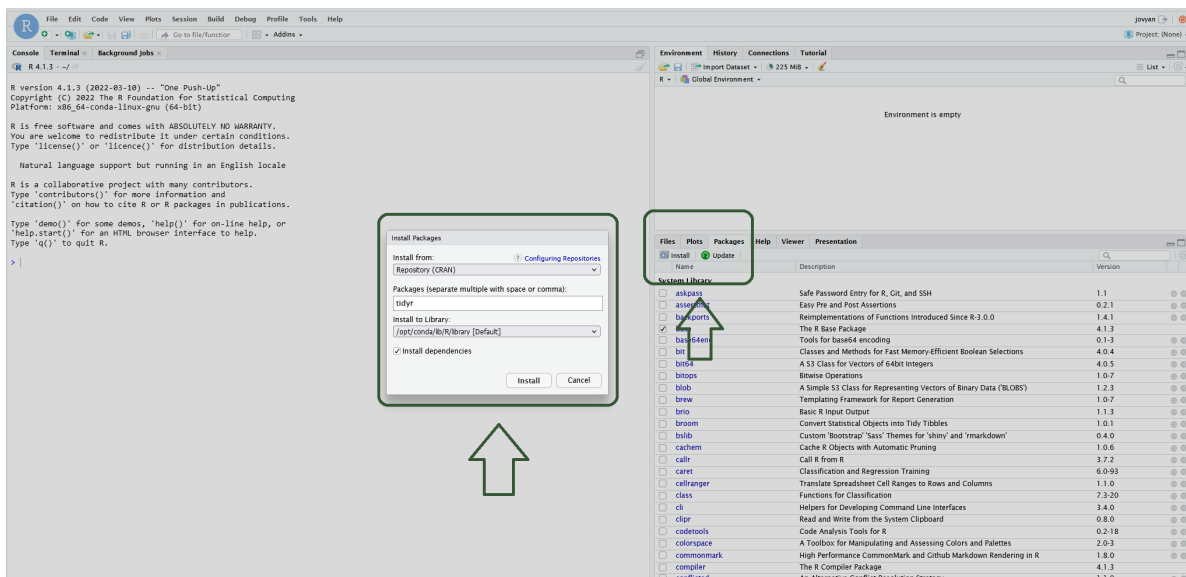 File Edit Code View Plots Session Build Debug Profile Tools Help
jovyan
Go to file/function Addins
Project: (None)
Console Terminal Background Jobs
R 4.1.3 · ~/
R version 4.1.3 (2022-03-10) -- "One Push-Up"
Copyright (C) 2022 The R Foundation for Statistical Computing
Platform: x86_64-conda-linux-gnu (64-bit)
R is free software and comes with ABSOLUTELY NO WARRANTY.
You are welcome to redistribute it under certain conditions.
Type 'license()' or 'licence()' for distribution details.
Natural language support but running in an English locale
R is a collaborative project with many contributors.
Type 'contributors()' for more information and
'citation()' on how to cite R or R packages in publications.
Type 'demo()' for some demos, 'help()' for on-line help, or
'help.start()' for an HTML browser interface to help.
Type 'q()' to quit R.
>
Install Packages
Install from:
Configuring Repositories
Repository (CRAN)
Packages (separate multiple with space or comma):
tidyr
Install to Library:
/opt/conda/lib/R/library [Default]
Install dependencies
Install Cancel
Environment History Connections Tutorial
Import Dataset 225 MiB List
R Global Environment
Environment is empty
Files Plots Packages Help Viewer Presentation
Install Update
Name Description Version
System Library
askpass Safe Password Entry for R, Git, and SSH 1.1
Easy Pre and Post Assertions 0.2.1
backports Reimplementations of Functions Introduced Since R-3.0.0 1.4.1
The R Base Package 4.1.3
base64enc Tools for base64 encoding 0.1-3
bit Classes and Methods for Fast Memory-Efficient Boolean Selections 4.0.4
bit64 A S3 Class for Vectors of 64bit Integers 4.0.5
bitops Bitwise Operations 1.0-7
blob A Simple S3 Class for Representing Vectors of Binary Data ('BLOBS') 1.2.3
brew Templating Framework for Report Generation 1.0-7
brio Basic R Input Output 1.1.3
broom Convert Statistical Objects into Tidy Tibbles 1.0.1
bslib Custom 'Bootstrap' 'Sass' Themes for 'shiny' and 'rmarkdown' 0.4.0
cachem Cache R Objects with Automatic Pruning 1.0.6
callr Call R from R 3.7.2
caret Classification and Regression Training 6.0-93
cellranger Translate Spreadsheet Cell Ranges to Rows and Columns 1.1.0
class Functions for Classification 7.3-20
cli Helpers for Developing Command Line Interfaces 3.4.0
clipr Read and Write from the System Clipboard 0.8.0
codetools Code Analysis Tools for R 0.2-18
colorspace A Toolbox for Manipulating and Assessing Colors and Palettes 2.0-3
commonmark High Performance CommonMark and Github Markdown Rendering in R 1.8.0
compiler The R Compiler Package 4.1.3